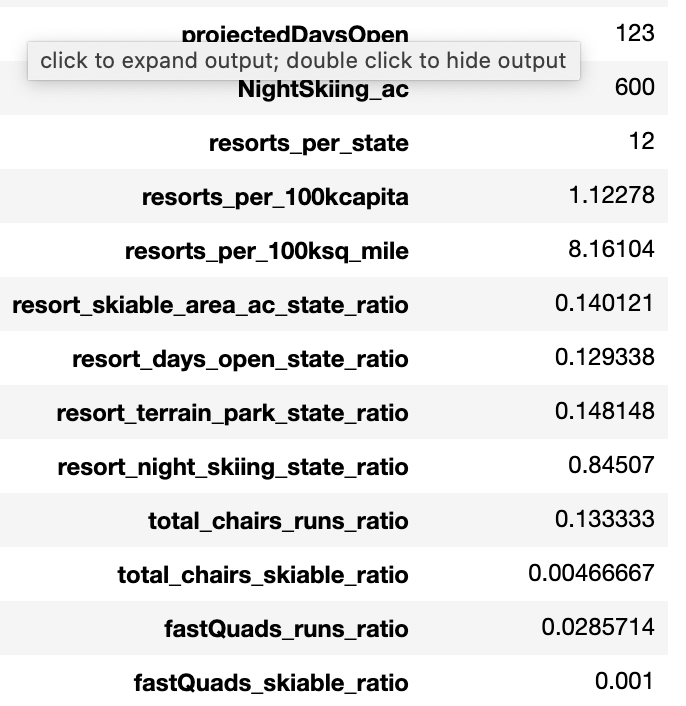 projectedDaysOpen 123
click to expand output; double click to hide output
NightSkiing_ac 600
resorts_per_state 12
resorts_per_100kcapita 1.12278
resorts_per_100ksq_mile 8.16104
resort_skiable_area_ac_state_ratio 0.140121
resort_days_open_state_ratio 0.129338
resort_terrain_park_state_ratio 0.148148
resort_night_skiing_state_ratio 0.84507
total_chairs_runs_ratio 0.133333
total_chairs_skiable_ratio 0.00466667
fastQuads_runs_ratio 0.0285714
fastQuads_skiable_ratio 0.001